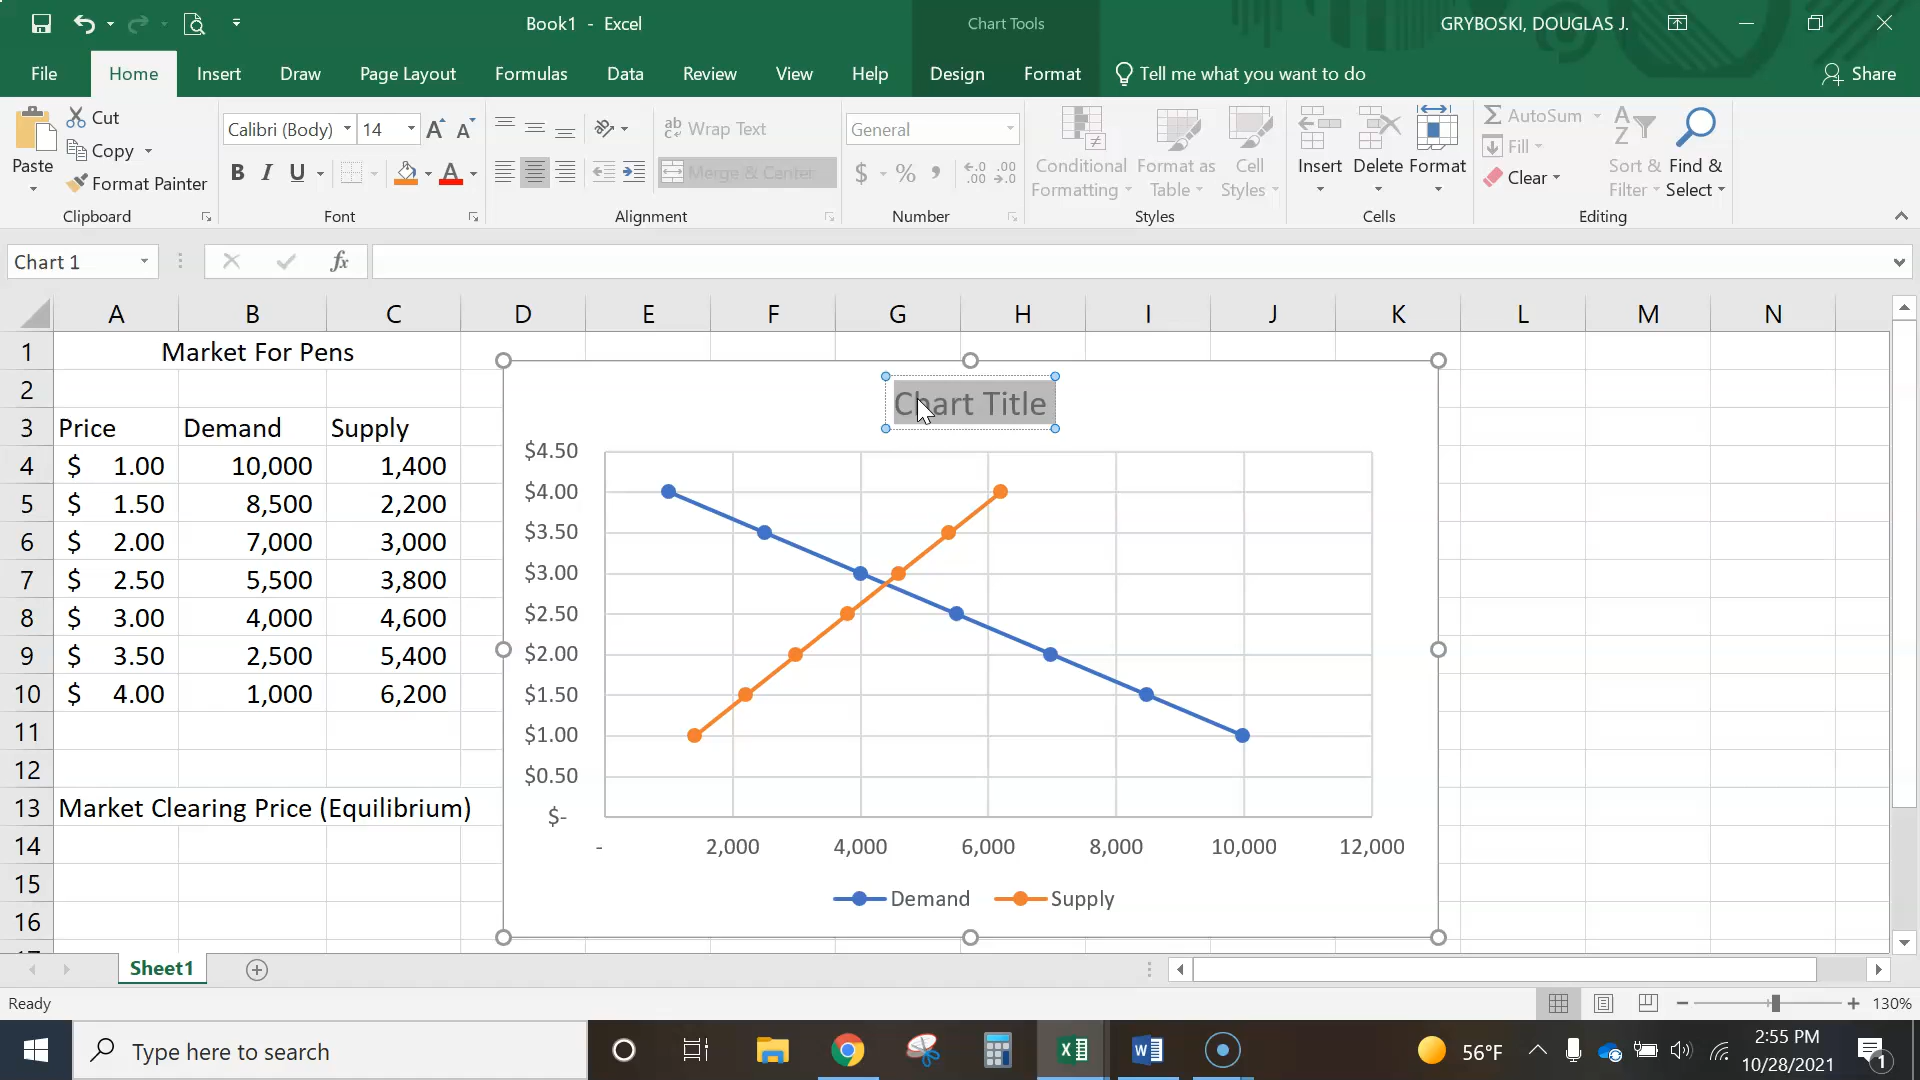 Book1 - Excel
Chart Tools
GRYBOSKI, DOUGLAS J.
File Home Insert Draw Page Layout Formulas Data Review View Help Design Format Tell me what you want to do Share
Paste
Cut
Copy
Format Painter
Clipboard
Calibri (Body) 14
B I U
Font
Wrap Text
Merge & Center
Alignment
General
$ % ,
Number
Conditional Formatting
Format as Table
Cell Styles
Styles
Insert Delete Format
Cells
AutoSum
Fill
Clear
Sort & Filter
Find & Select
Editing
Chart 1
fx
A B C D E F G H I J K L M N
1 Market For Pens
2
3 Price Demand Supply
4 $ 1.00 10,000 1,400
5 $ 1.50 8,500 2,200
6 $ 2.00 7,000 3,000
7 $ 2.50 5,500 3,800
8 $ 3.00 4,000 4,600
9 $ 3.50 2,500 5,400
10 $ 4.00 1,000 6,200
11
12
13 Market Clearing Price (Equilibrium)
14
15
16
Chart Title
$4.50
$4.00
$3.50
$3.00
$2.50
$2.00
$1.50
$1.00
$0.50
$-
- 2,000 4,000 6,000 8,000 10,000 12,000
Demand Supply
Sheet1
Ready
130%
Type here to search
56°F
2:55 PM
10/28/2021
1